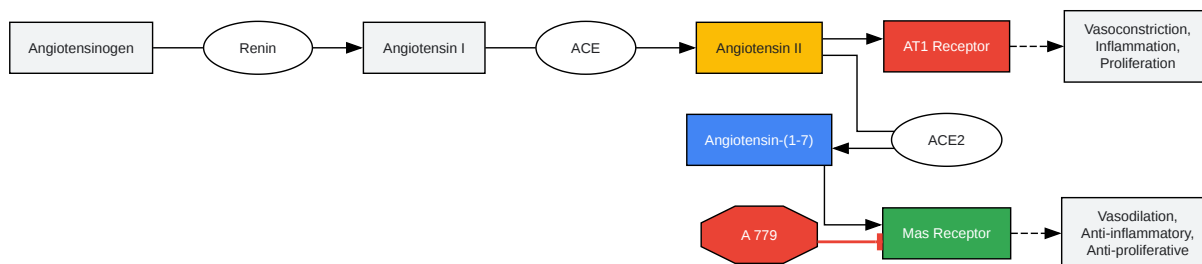 Angiotensinogen
Renin
Angiotensin I
ACE
Angiotensin II
AT1 Receptor
Vasoconstriction,
Inflammation,
Proliferation
Angiotensin-(1-7)
ACE2
A 779
Mas Receptor
Vasodilation,
Anti-inflammatory,
Anti-proliferative